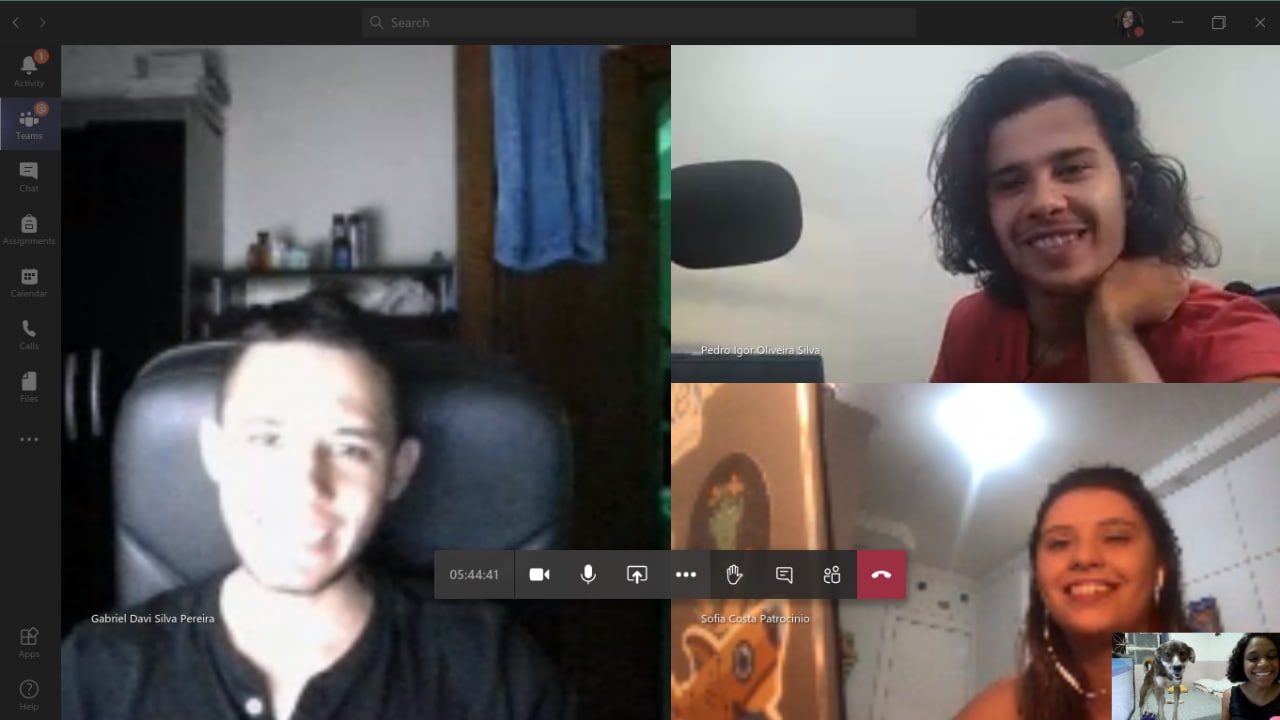 Search
1
Activity
@
Teams
Chat
Assignments
Calendar
Calls
Files
Apps
Help
Pedro Igor Oliveira Silva
05:44:41
Gabriel Davi Silva Pereira
Sofia Costa Patrocinio